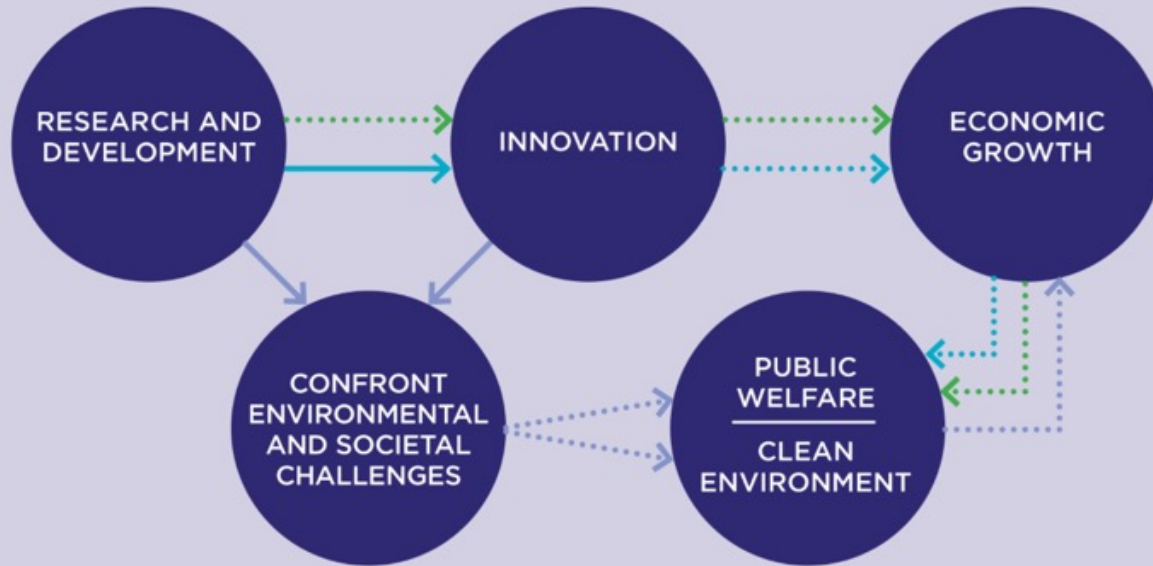 RESEARCH AND
DEVELOPMENT
INNOVATION
ECONOMIC
GROWTH
CONFRONT
ENVIRONMENTAL
AND SOCIETAL
CHALLENGES
PUBLIC
WELFARE
CLEAN
ENVIRONMENT